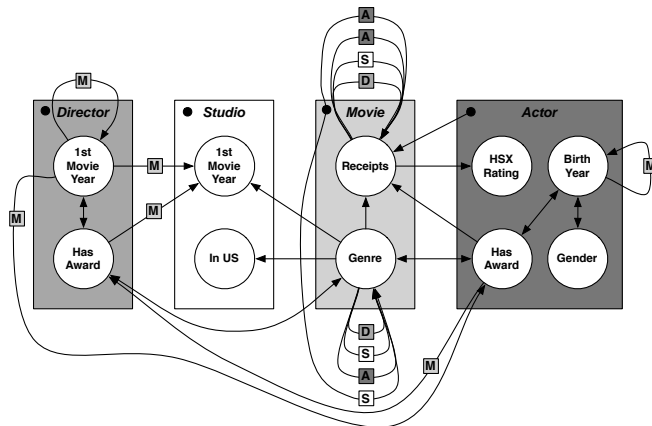 A
A
S
D
M
Director
Studio
Movie
Actor
1st
Movie
Year
M
1st
Movie
Year
Receipts
HSX
Rating
Birth
Year
M
M
M
Has
Award
In US
Genre
Has
Award
Gender
D
S
M
A
S